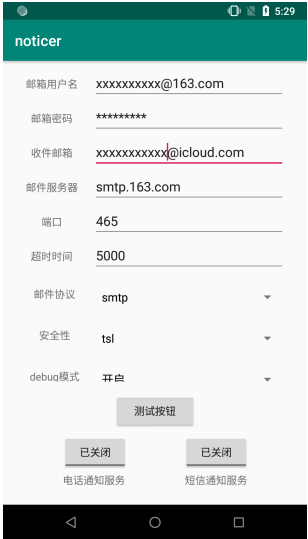 5:29
noticer
邮箱用户名 xxxxxxxxxx@163.com
邮箱密码 *********
收件邮箱 xxxxxxxxxxx@icloud.com
邮件服务器 smtp.163.com
端口 465
超时时间 5000
邮件协议 smtp
安全性 tsl
debug模式 开启
测试按钮
已关闭 已关闭
电话通知服务 短信通知服务